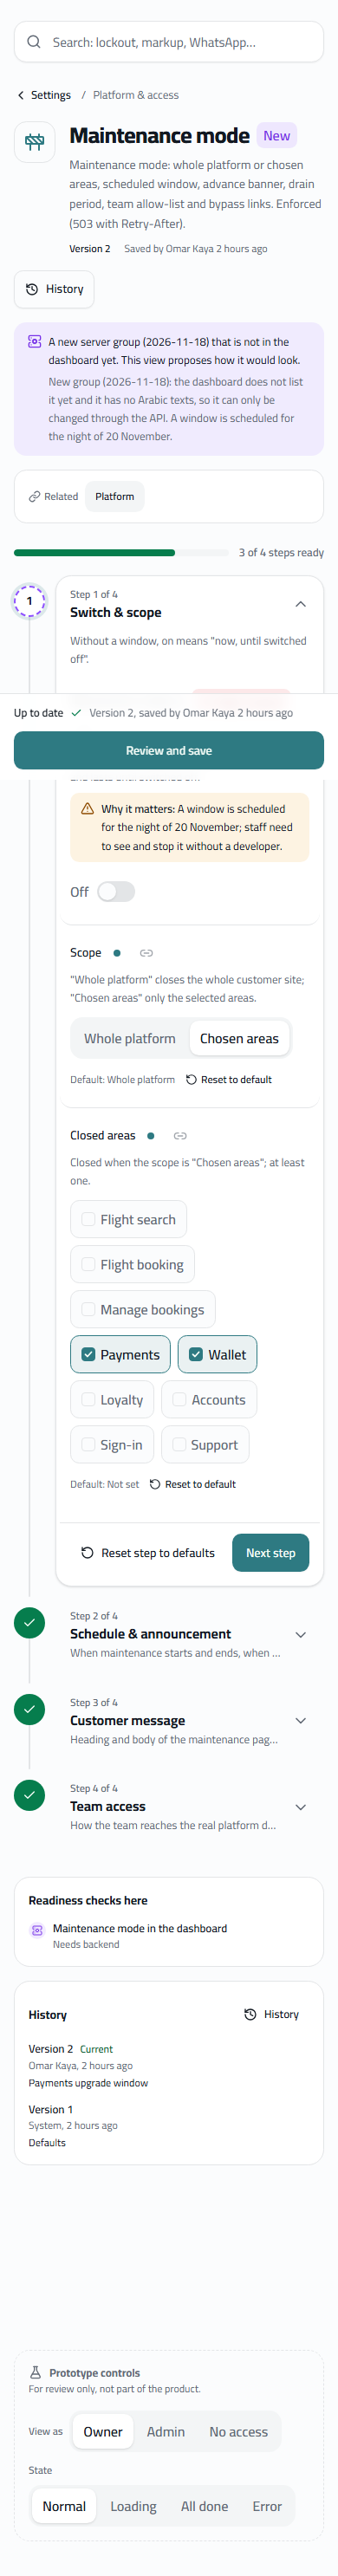 Search: lockout, markup, WhatsApp...
Settings / Platform & access
Maintenance mode New
Maintenance mode: whole platform or chosen
areas, scheduled window, advance banner, drain
period, team allow-list and bypass links. Enforced
(503 with Retry-After).
Version 2 Saved by Omar Kaya 2 hours ago
History
A new server group (2026-11-18) that is not in the
dashboard yet. This view proposes how it would look.
New group (2026-11-18): the dashboard does not list
it yet and it has no Arabic texts, so it can only be
changed through the API. A window is scheduled for
the night of 20 November.
Related Platform
3 of 4 steps ready
1
Step 1 of 4
Switch & scope
Without a window, on means "now, until switched
off".
Up to date Version 2, saved by Omar Kaya 2 hours ago
Review and save
Why it matters: A window is scheduled
for the night of 20 November; staff need
to see and stop it without a developer.
Off
Scope
"Whole platform" closes the whole customer site;
"Chosen areas" only the selected areas.
Whole platform Chosen areas
Default: Whole platform Reset to default
Closed areas
Closed when the scope is "Chosen areas"; at least
one.
Flight search
Flight booking
Manage bookings
Payments Wallet
Loyalty Accounts
Sign-in Support
Default: Not set Reset to default
Reset step to defaults Next step
Step 2 of 4
Schedule & announcement
When maintenance starts and ends, when ...
Step 3 of 4
Customer message
Heading and body of the maintenance pag...
Step 4 of 4
Team access
How the team reaches the real platform d...
Readiness checks here
Maintenance mode in the dashboard
Needs backend
History History
Version 2 Current
Omar Kaya, 2 hours ago
Payments upgrade window
Version 1
System, 2 hours ago
Defaults
Prototype controls
For review only, not part of the product.
View as Owner Admin No access
State
Normal Loading All done Error